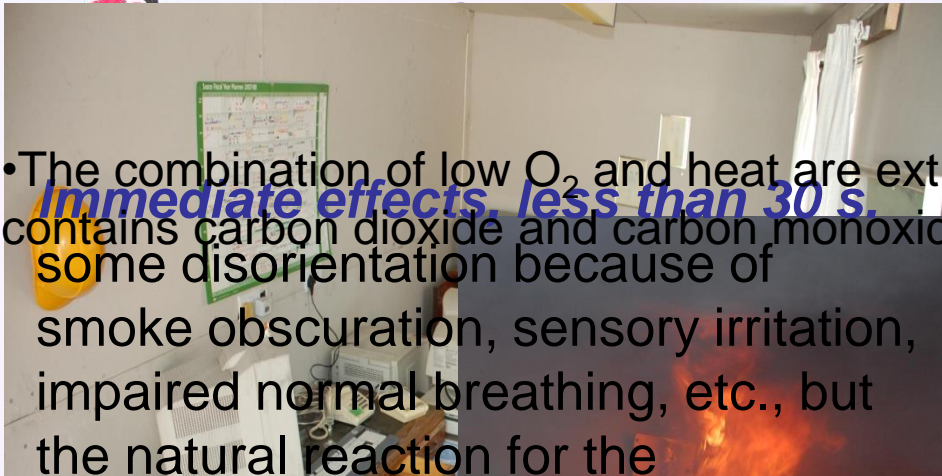 •The combination of low O₂ and heat are ext
Immediate effects, less than 30 s.
contains carbon dioxide and carbon monoxid
some disorientation because of
smoke obscuration, sensory irritation,
impaired normal breathing, etc., but
the natural reaction for the